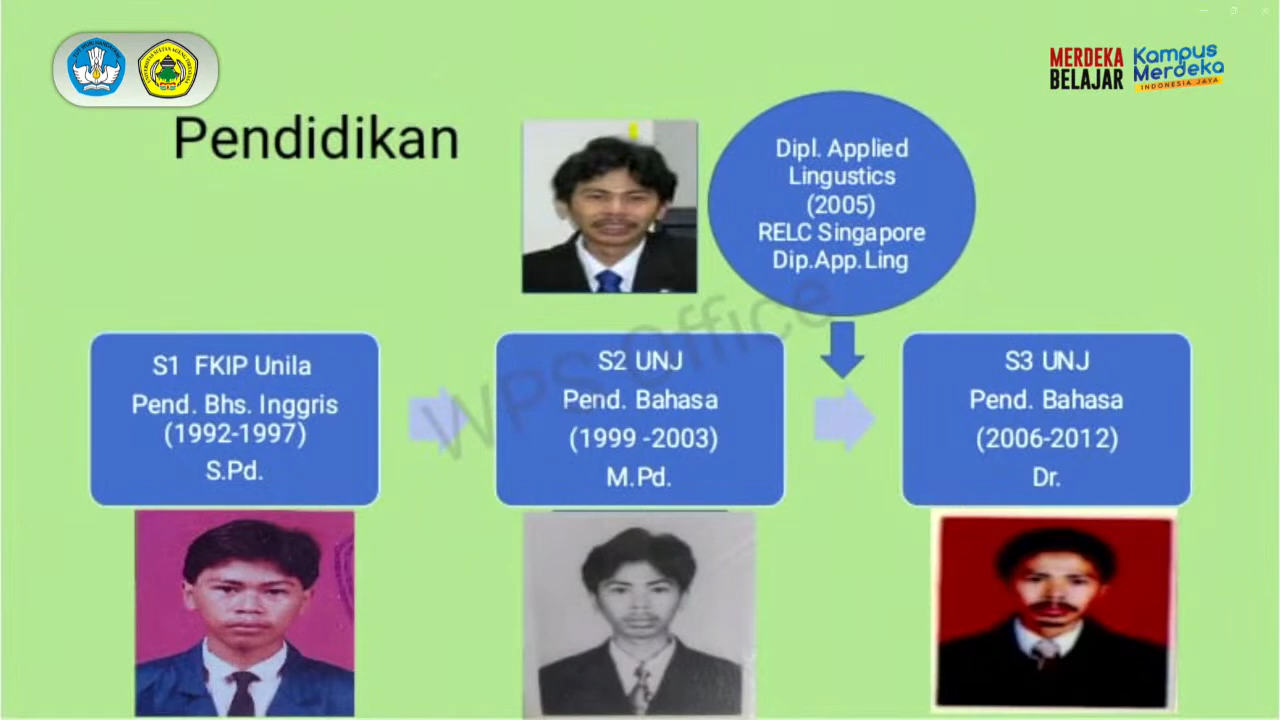 MERDEKA
BELAJAR
Kampus
Merdeka
INDONESIA JAYA
Pendidikan
Dipl. Applied
Lingustics
(2005)
RELC Singapore
Dip.App.Ling
WPS Office
S1 FKIP Unila
Pend. Bhs. Inggris
(1992-1997)
S.Pd.
S2 UNJ
Pend. Bahasa
(1999 -2003)
M.Pd.
S3 UNJ
Pend. Bahasa
(2006-2012)
Dr.